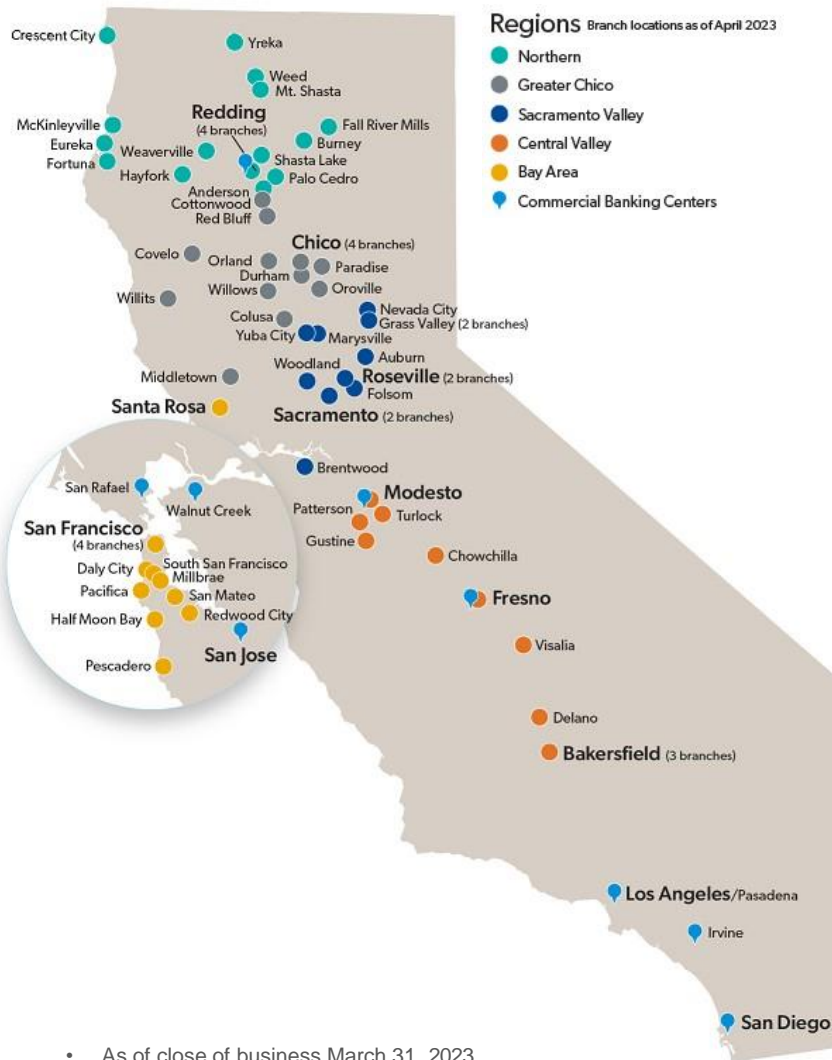 Regions Branch locations as of April 2023
Northern
Greater Chico
Sacramento Valley
Central Valley
Bay Area
Commercial Banking Centers
Crescent City
Yreka
Weed
Mt. Shasta
Redding
(4 branches)
McKinleyville
Fall River Mills
Eureka
Burney
Weaverville
Fortuna
Shasta Lake
Hayfork
Palo Cedro
Anderson
Cottonwood
Red Bluff
Chico (4 branches)
Covelo
Orland
Paradise
Durham
Willows
Oroville
Willits
Nevada City
Colusa
Grass Valley (2 branches)
Yuba City
Marysville
Auburn
Woodland
Middletown
Roseville (2 branches)
Folsom
Santa Rosa
Sacramento (2 branches)
Brentwood
San Rafael
Walnut Creek
Modesto
Patterson
Turlock
San Francisco
(4 branches)
Gustine
Chowchilla
South San Francisco
Daly City
Millbrae
Pacifica
San Mateo
Fresno
Half Moon Bay
Redwood City
San Jose
Visalia
Pescadero
Delano
Bakersfield (3 branches)
Los Angeles/Pasadena
Irvine
San Diego
• As of close of business March 31, 2023